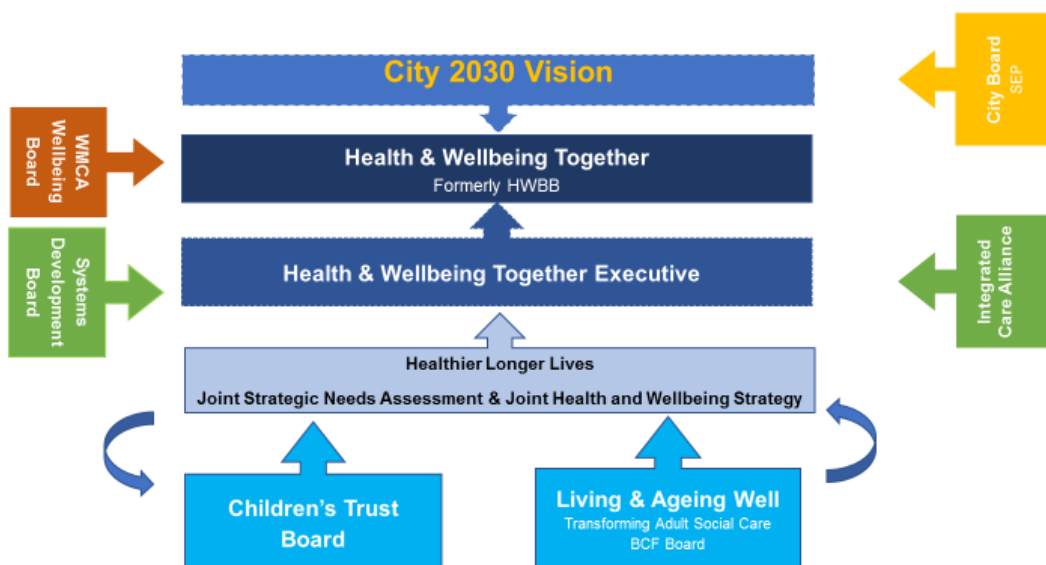 City 2030 Vision
City Board
SEP
WMCA
Wellbeing
Board
Health & Wellbeing Together
Formerly HWBB
Systems
Development
Board
Health & Wellbeing Together Executive
Integrated
Care Alliance
Healthier Longer Lives
Joint Strategic Needs Assessment & Joint Health and Wellbeing Strategy
Children’s Trust
Board
Living & Ageing Well
Transforming Adult Social Care
BCF Board